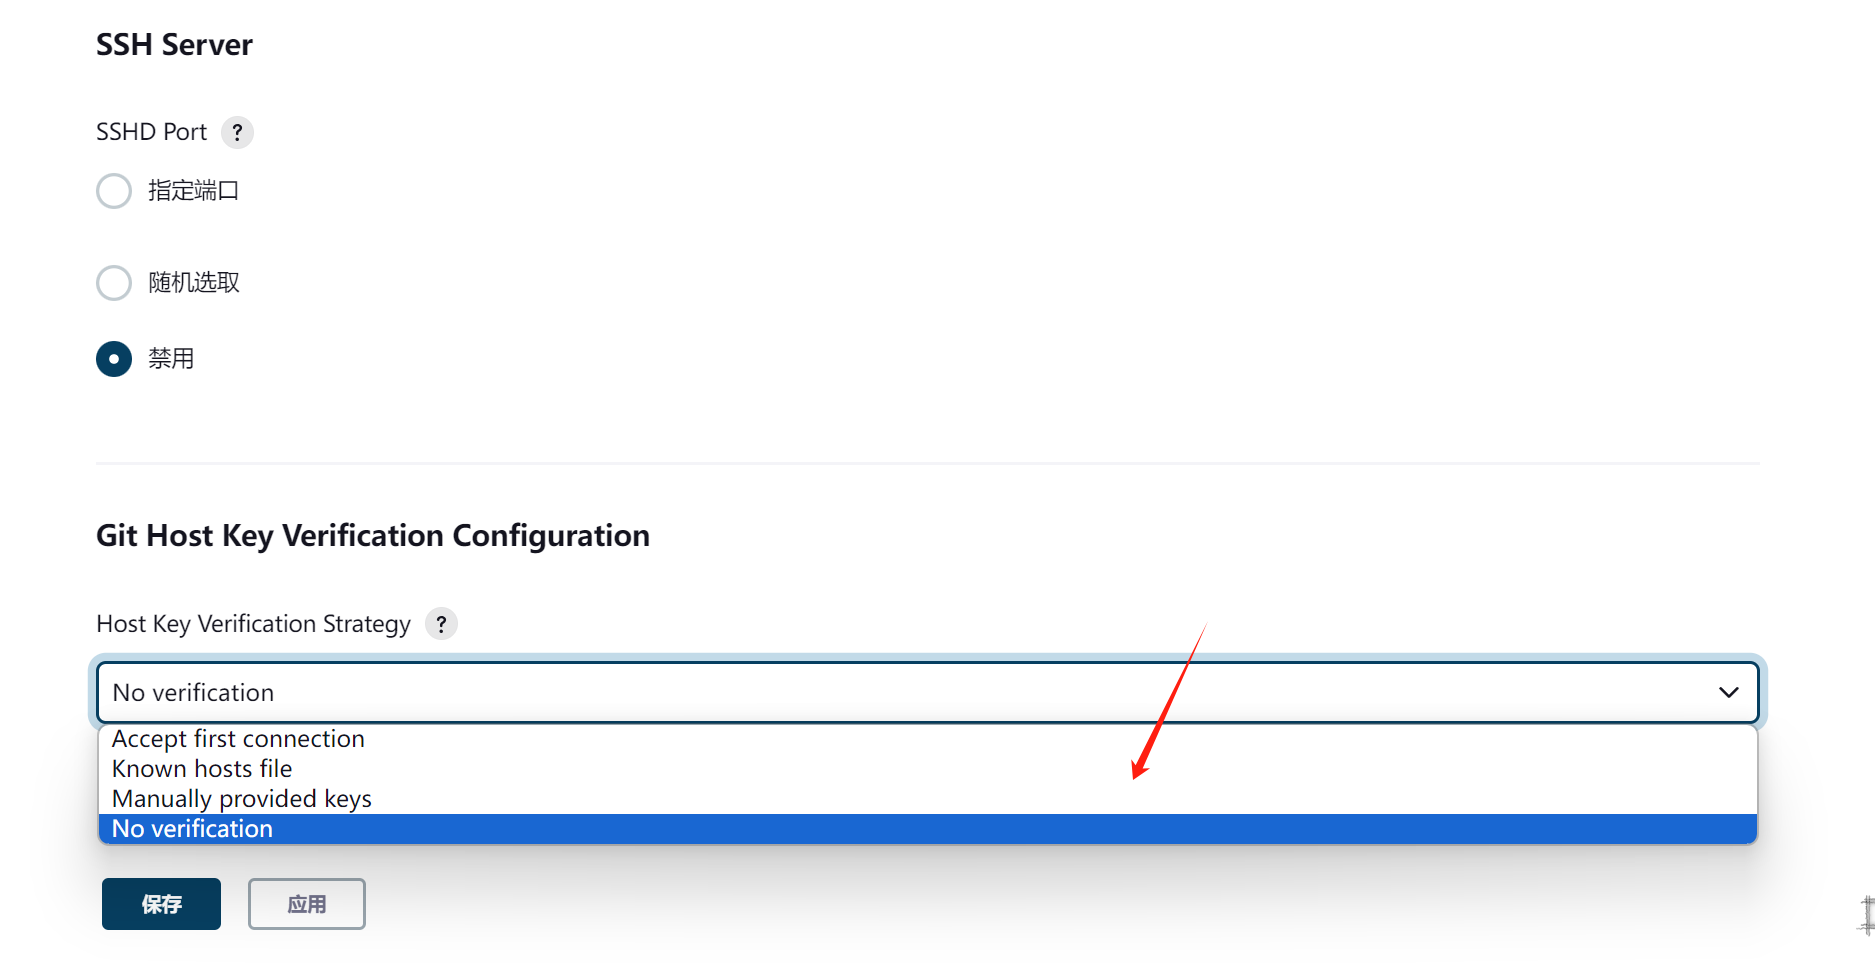 SSH Server
SSHD Port ?
指定端口
随机选取
禁用
Git Host Key Verification Configuration
Host Key Verification Strategy ?
No verification
Accept first connection
Known hosts file
Manually provided keys
No verification
保存 应用